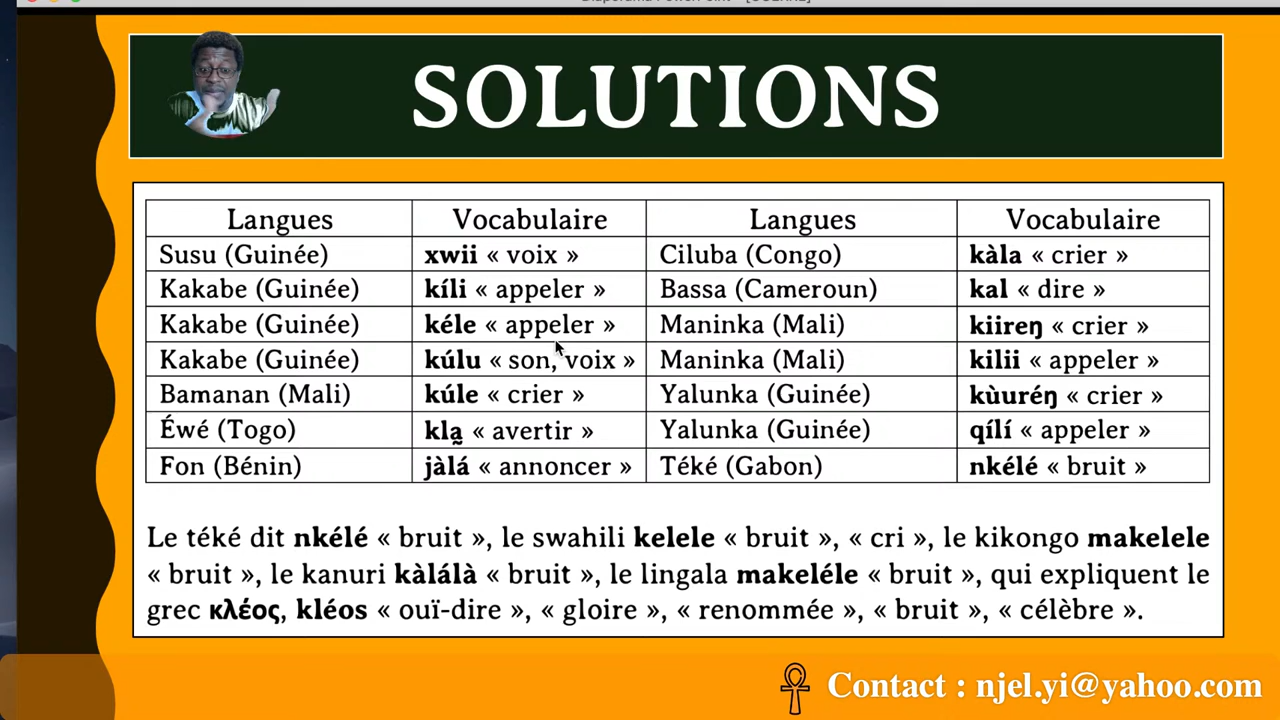 SOLUTIONS
Langues Vocabulaire Langues Vocabulaire
Susu (Guinée) xwii « voix » Ciluba (Congo) kàla « crier »
Kakabe (Guinée) kíli « appeler » Bassa (Cameroun) kal « dire »
Kakabe (Guinée) kéle « appeler » Maninka (Mali) kiireŋ « crier »
Kakabe (Guinée) kúlu « son, voix » Maninka (Mali) kilii « appeler »
Bamanan (Mali) kúle « crier » Yalunka (Guinée) kùuréŋ « crier »
Éwé (Togo) kla̰ « avertir » Yalunka (Guinée) qílí « appeler »
Fon (Bénin) jàlá « annoncer » Téké (Gabon) nkélé « bruit »
Le téké dit nkélé « bruit », le swahili kelele « bruit », « cri », le kikongo makelele
« bruit », le kanuri kàlálà « bruit », le lingala makeléle « bruit », qui expliquent le
grec κλέος, kléos « ouï-dire », « gloire », « renommée », « bruit », « célèbre ».
Contact : njel.yi@yahoo.com